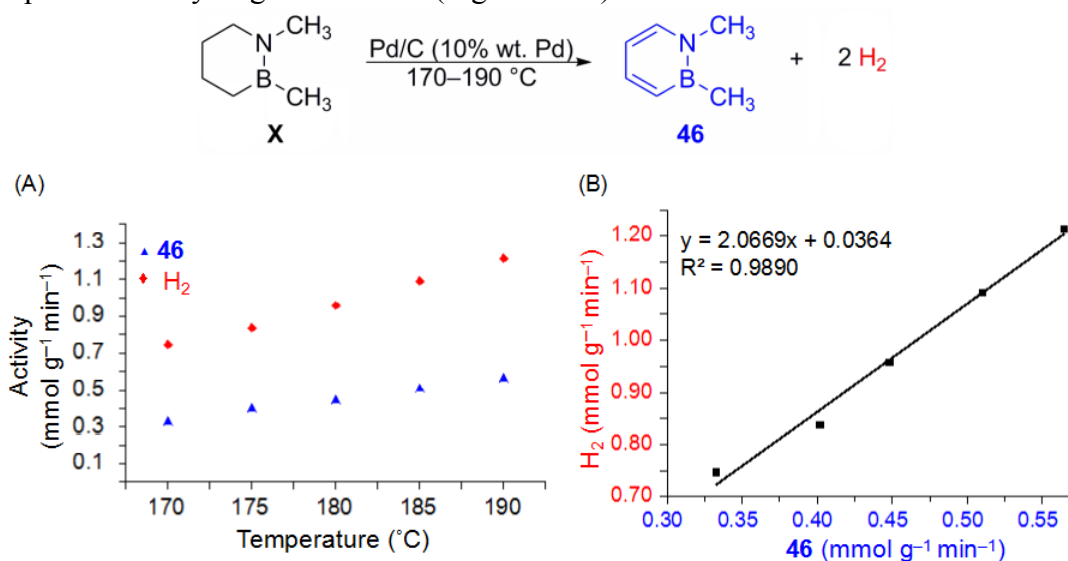 N CH₃
B CH₃
X
Pd/C (10% wt. Pd)
170–190 °C
N CH₃
B CH₃
46
+ 2 H₂
(A)
Activity
(mmol g⁻¹ min⁻¹)
1.3
1.1
0.9
0.7
0.5
0.3
0.1
46
H₂
170 175 180 185 190
Temperature (°C)
(B)
H₂ (mmol g⁻¹ min⁻¹)
1.20
1.10
1.00
0.90
0.80
0.70
y = 2.0669x + 0.0364
R² = 0.9890
0.30 0.35 0.40 0.45 0.50 0.55
46 (mmol g⁻¹ min⁻¹)